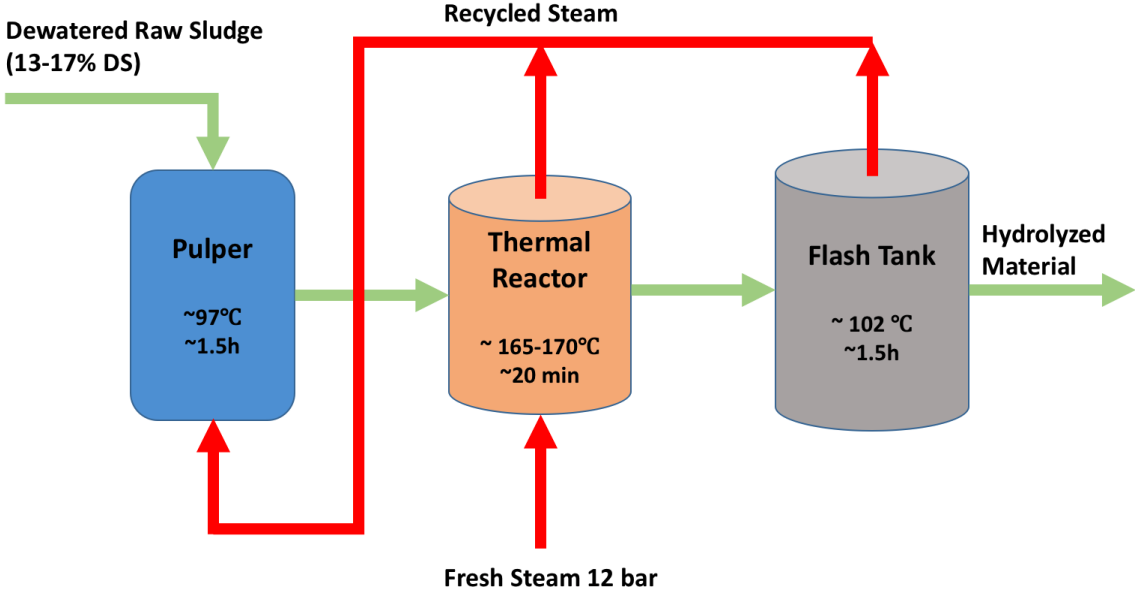 Recycled Steam
Dewatered Raw Sludge
(13-17% DS)
Pulper
~97℃
~1.5h
Thermal
Reactor
~ 165-170℃
~20 min
Flash Tank
~ 102 ℃
~1.5h
Hydrolyzed
Material
Fresh Steam 12 bar